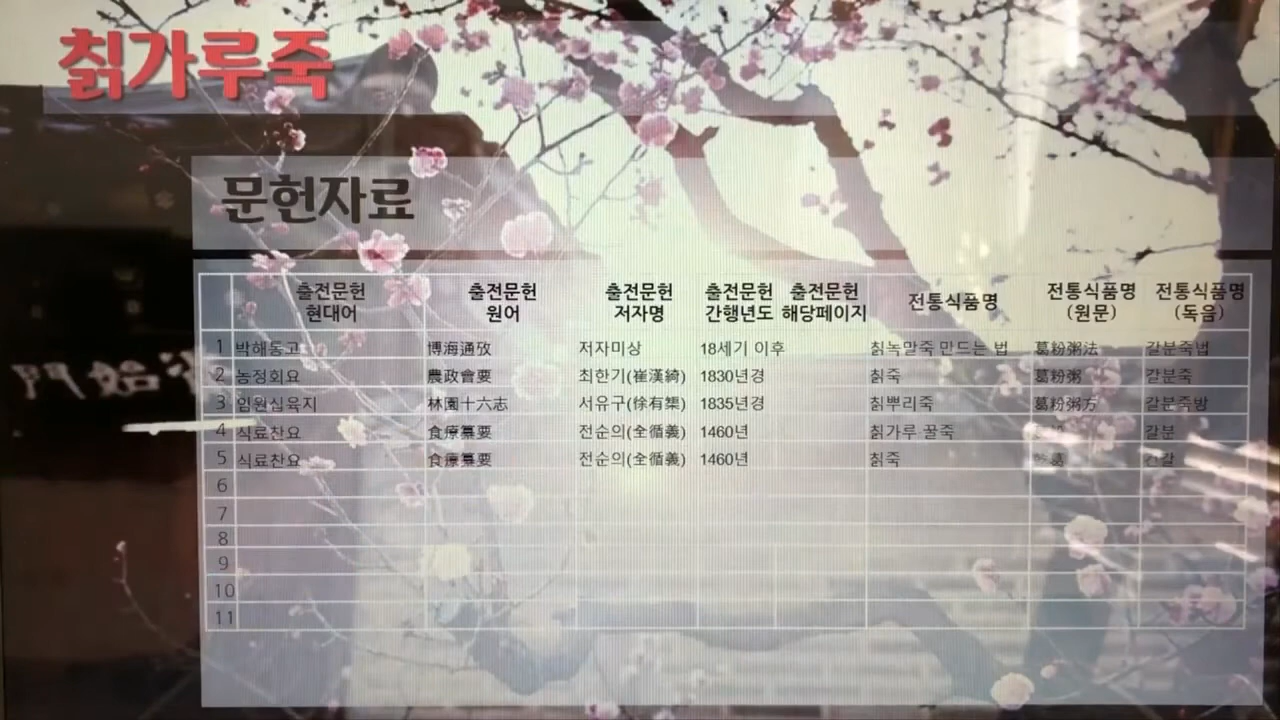 칡가루죽
문헌자료
출전문헌 현대어 출전문헌 원어 출전문헌 저자명 출전문헌 간행년도 출전문헌 해당페이지 전통식품명 전통식품명 (원문) 전통식품명 (독음)
1 박해통고 博海通攷 저자미상 18세기 이후 칡녹말죽 만드는 법 葛粉粥法 갈분죽법
2 농정회요 農政會要 최한기(崔漢綺) 1830년경 칡죽 葛粉粥 갈분죽
3 임원십육지 林園十六志 서유구(徐有榘) 1835년경 칡뿌리죽 葛粉粥方 갈분죽방
4 식료찬요 食療纂要 전순의(全循義) 1460년 칡가루 꿀죽 갈분
5 식료찬요 食療纂要 전순의(全循義) 1460년 칡죽 乾葛 건갈
6
7
8
9
10
11